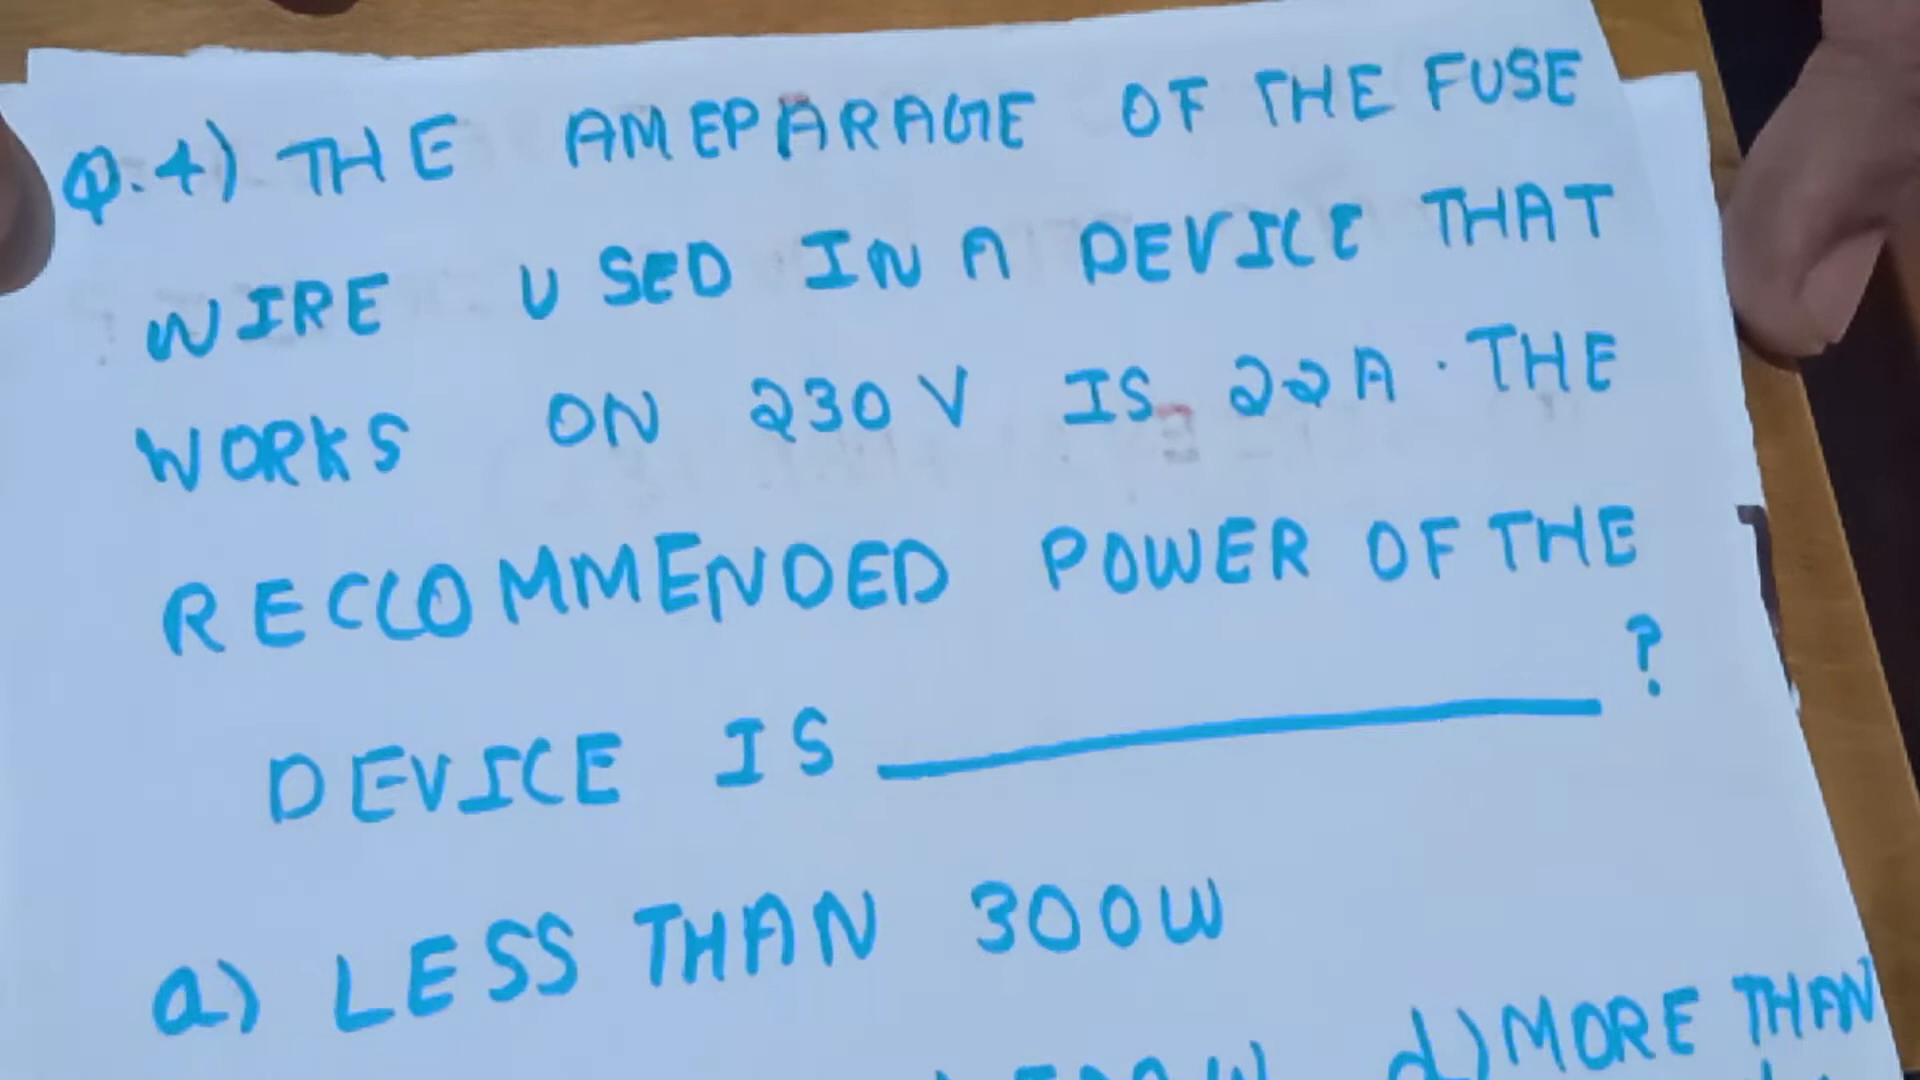 Q.4) THE AMEPARAGE OF THE FUSE
WIRE USED IN A DEVICE THAT
WORKS ON 230 V IS 22A. THE
RECCOMMENDED POWER OF THE
DEVICE IS ________ ?
a) LESS THAN 300W
d) MORE THAN